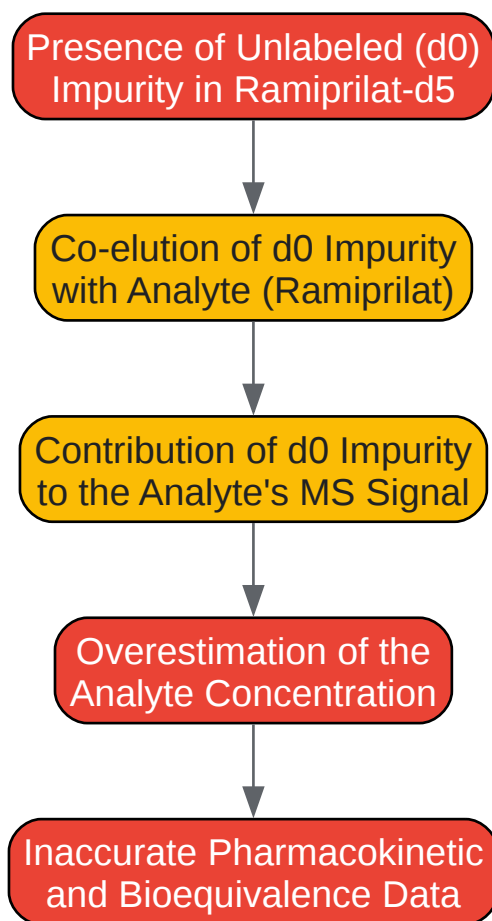 Presence of Unlabeled (d0)
Impurity in Ramiprilat-d5
Co-elution of d0 Impurity
with Analyte (Ramiprilat)
Contribution of d0 Impurity
to the Analyte's MS Signal
Overestimation of the
Analyte Concentration
Inaccurate Pharmacokinetic
and Bioequivalence Data